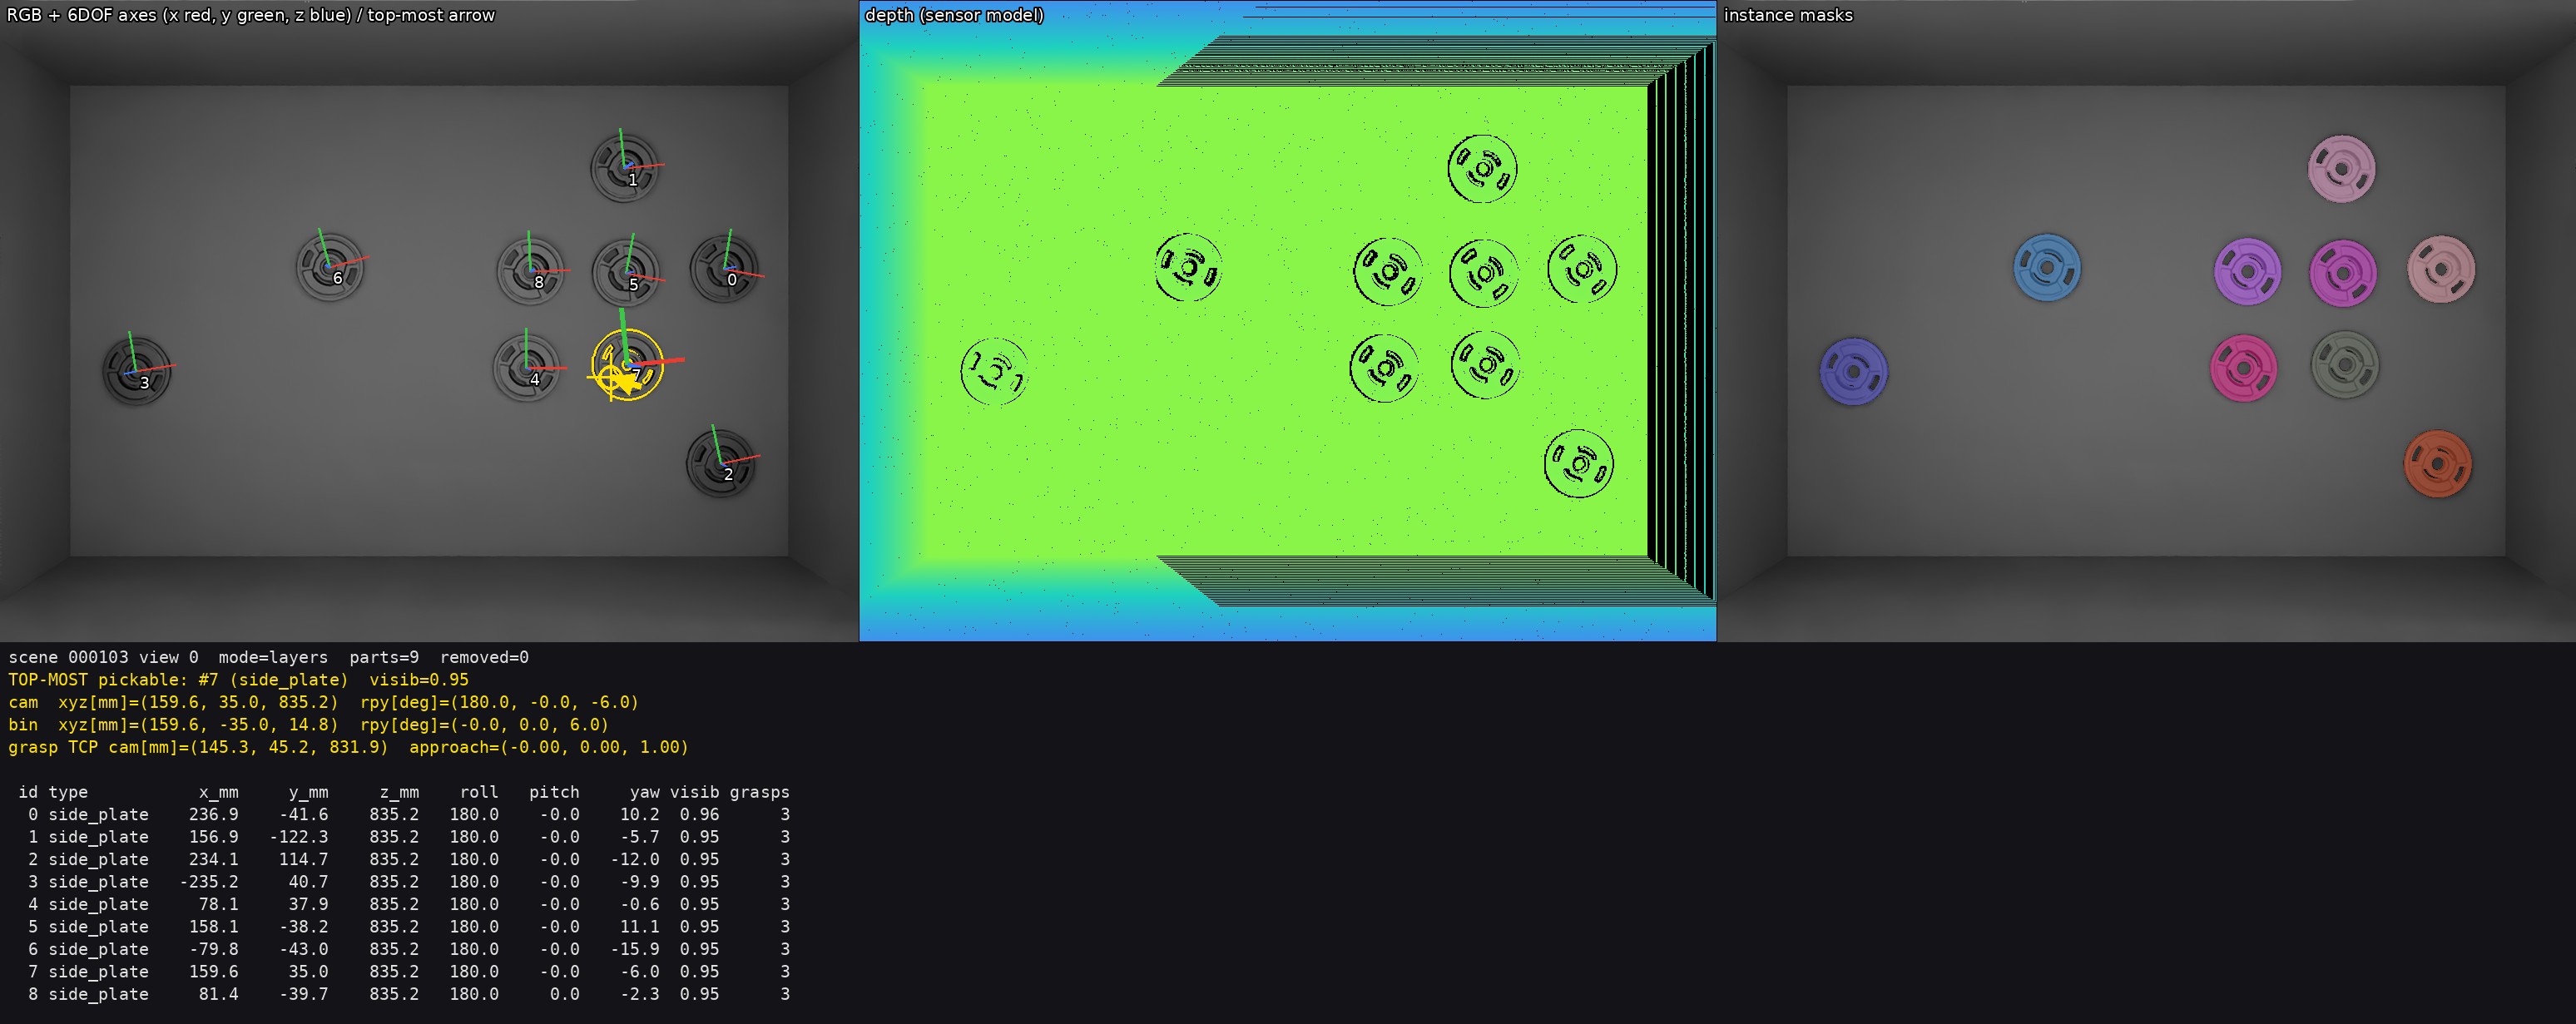 RGB + 6DOF axes (x red, y green, z blue) / top-most arrow
depth (sensor model)
instance masks
1
6
8
5
0
3
4
7
2
scene 000103 view 0  mode=layers  parts=9  removed=0
TOP-MOST pickable: #7 (side_plate)  visib=0.95
cam  xyz[mm]=(159.6, 35.0, 835.2)  rpy[deg]=(180.0, -0.0, -6.0)
bin  xyz[mm]=(159.6, -35.0, 14.8)  rpy[deg]=(-0.0, 0.0, 6.0)
grasp TCP cam[mm]=(145.3, 45.2, 831.9)  approach=(-0.00, 0.00, 1.00)
id type x_mm y_mm z_mm roll pitch yaw visib grasps
0 side_plate 236.9 -41.6 835.2 180.0 -0.0 10.2 0.96 3
1 side_plate 156.9 -122.3 835.2 180.0 -0.0 -5.7 0.95 3
2 side_plate 234.1 114.7 835.2 180.0 -0.0 -12.0 0.95 3
3 side_plate -235.2 40.7 835.2 180.0 -0.0 -9.9 0.95 3
4 side_plate 78.1 37.9 835.2 180.0 -0.0 -0.6 0.95 3
5 side_plate 158.1 -38.2 835.2 180.0 -0.0 11.1 0.95 3
6 side_plate -79.8 -43.0 835.2 180.0 -0.0 -15.9 0.95 3
7 side_plate 159.6 35.0 835.2 180.0 -0.0 -6.0 0.95 3
8 side_plate 81.4 -39.7 835.2 180.0 0.0 -2.3 0.95 3